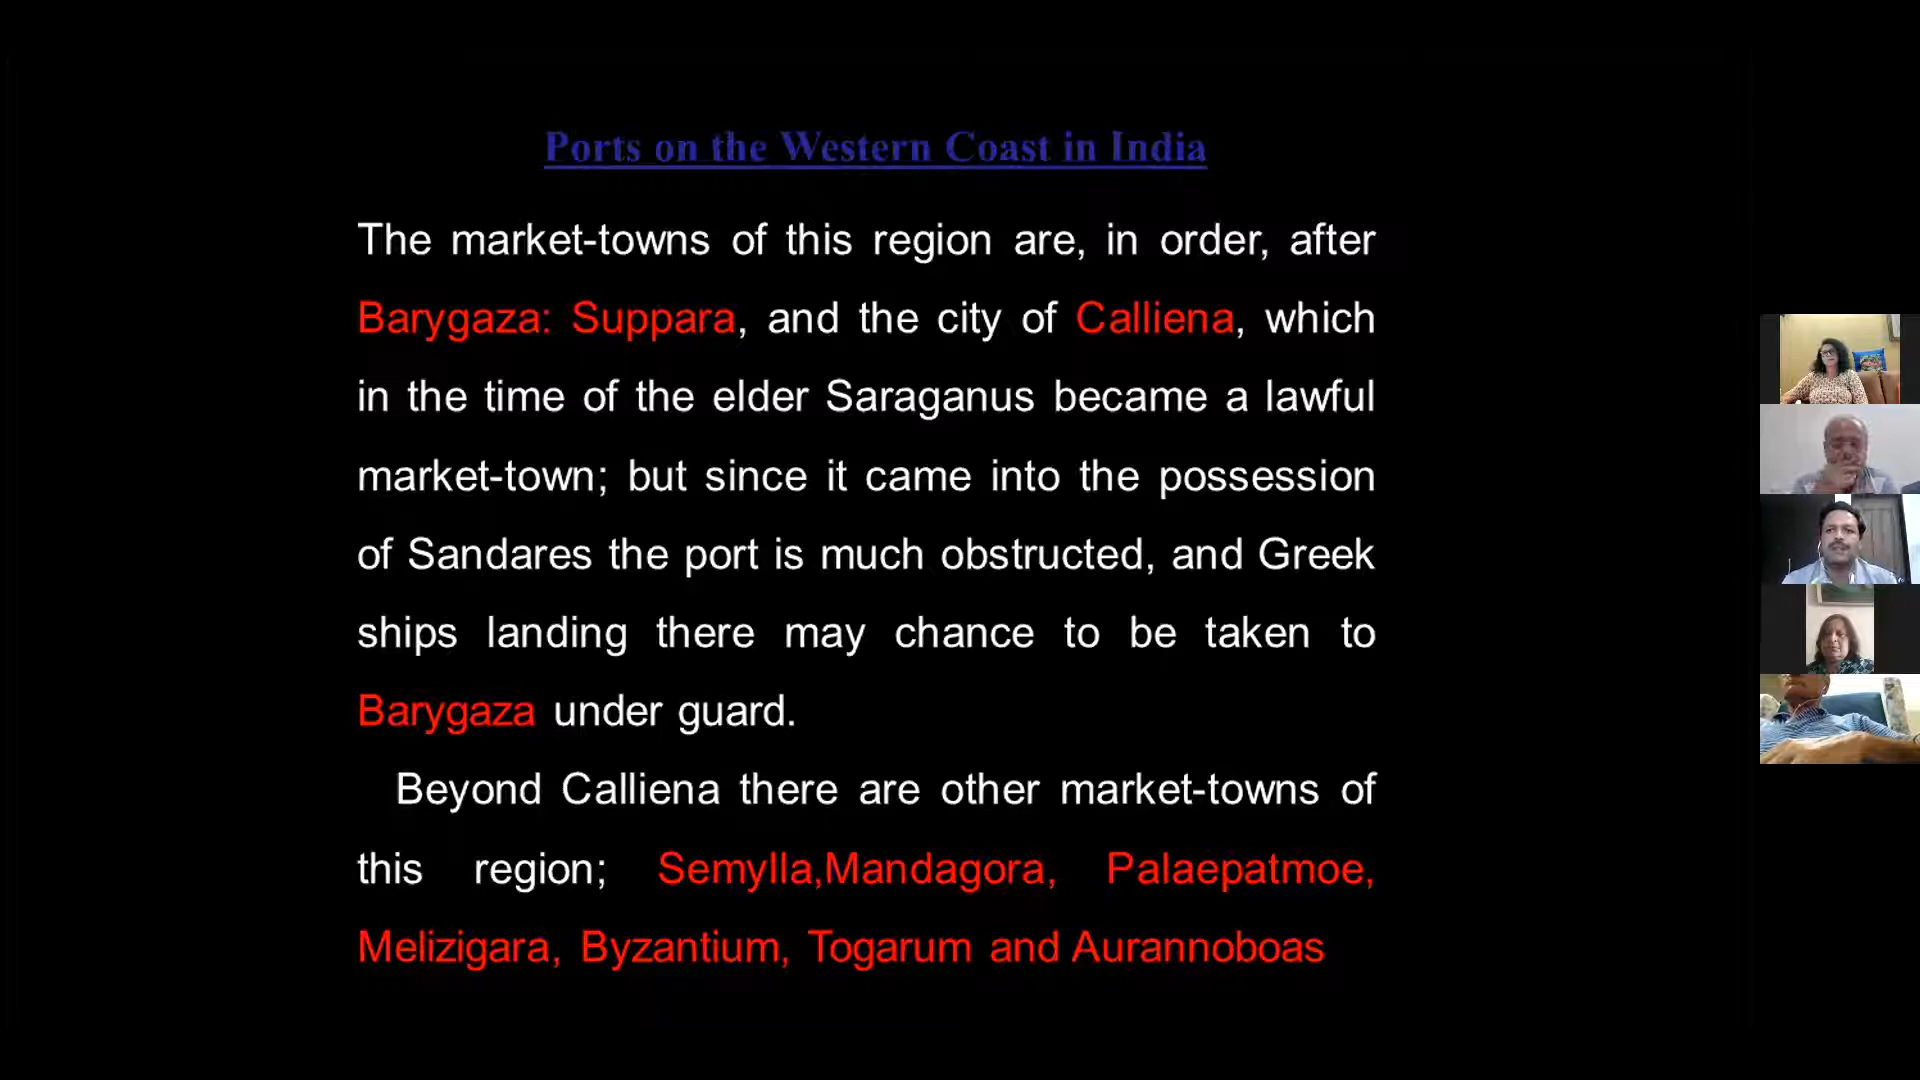 Ports on the Western Coast in India
The market-towns of this region are, in order, after
Barygaza: Suppara, and the city of Calliena, which
in the time of the elder Saraganus became a lawful
market-town; but since it came into the possession
of Sandares the port is much obstructed, and Greek
ships landing there may chance to be taken to
Barygaza under guard.
Beyond Calliena there are other market-towns of
this region; Semylla,Mandagora, Palaepatmoe,
Melizigara, Byzantium, Togarum and Aurannoboas